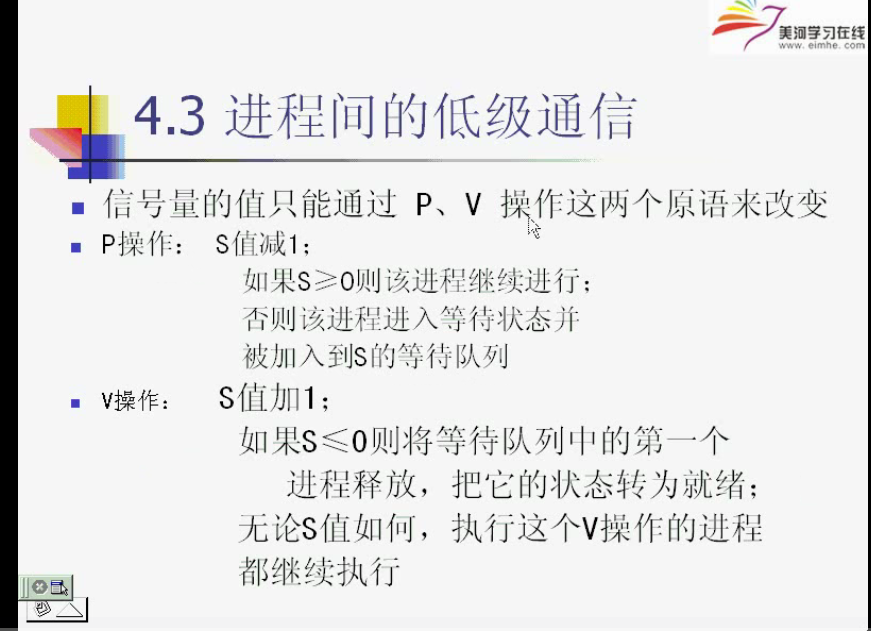 美河学习在线
www.eimhe.com
4.3 进程间的低级通信
信号量的值只能通过 P、V 操作这两个原语来改变
P操作： S值减1；
如果S≥0则该进程继续进行；
否则该进程进入等待状态并
被加入到S的等待队列
V操作： S值加1；
如果S≤0则将等待队列中的第一个
进程释放，把它的状态转为就绪；
无论S值如何，执行这个V操作的进程
都继续执行